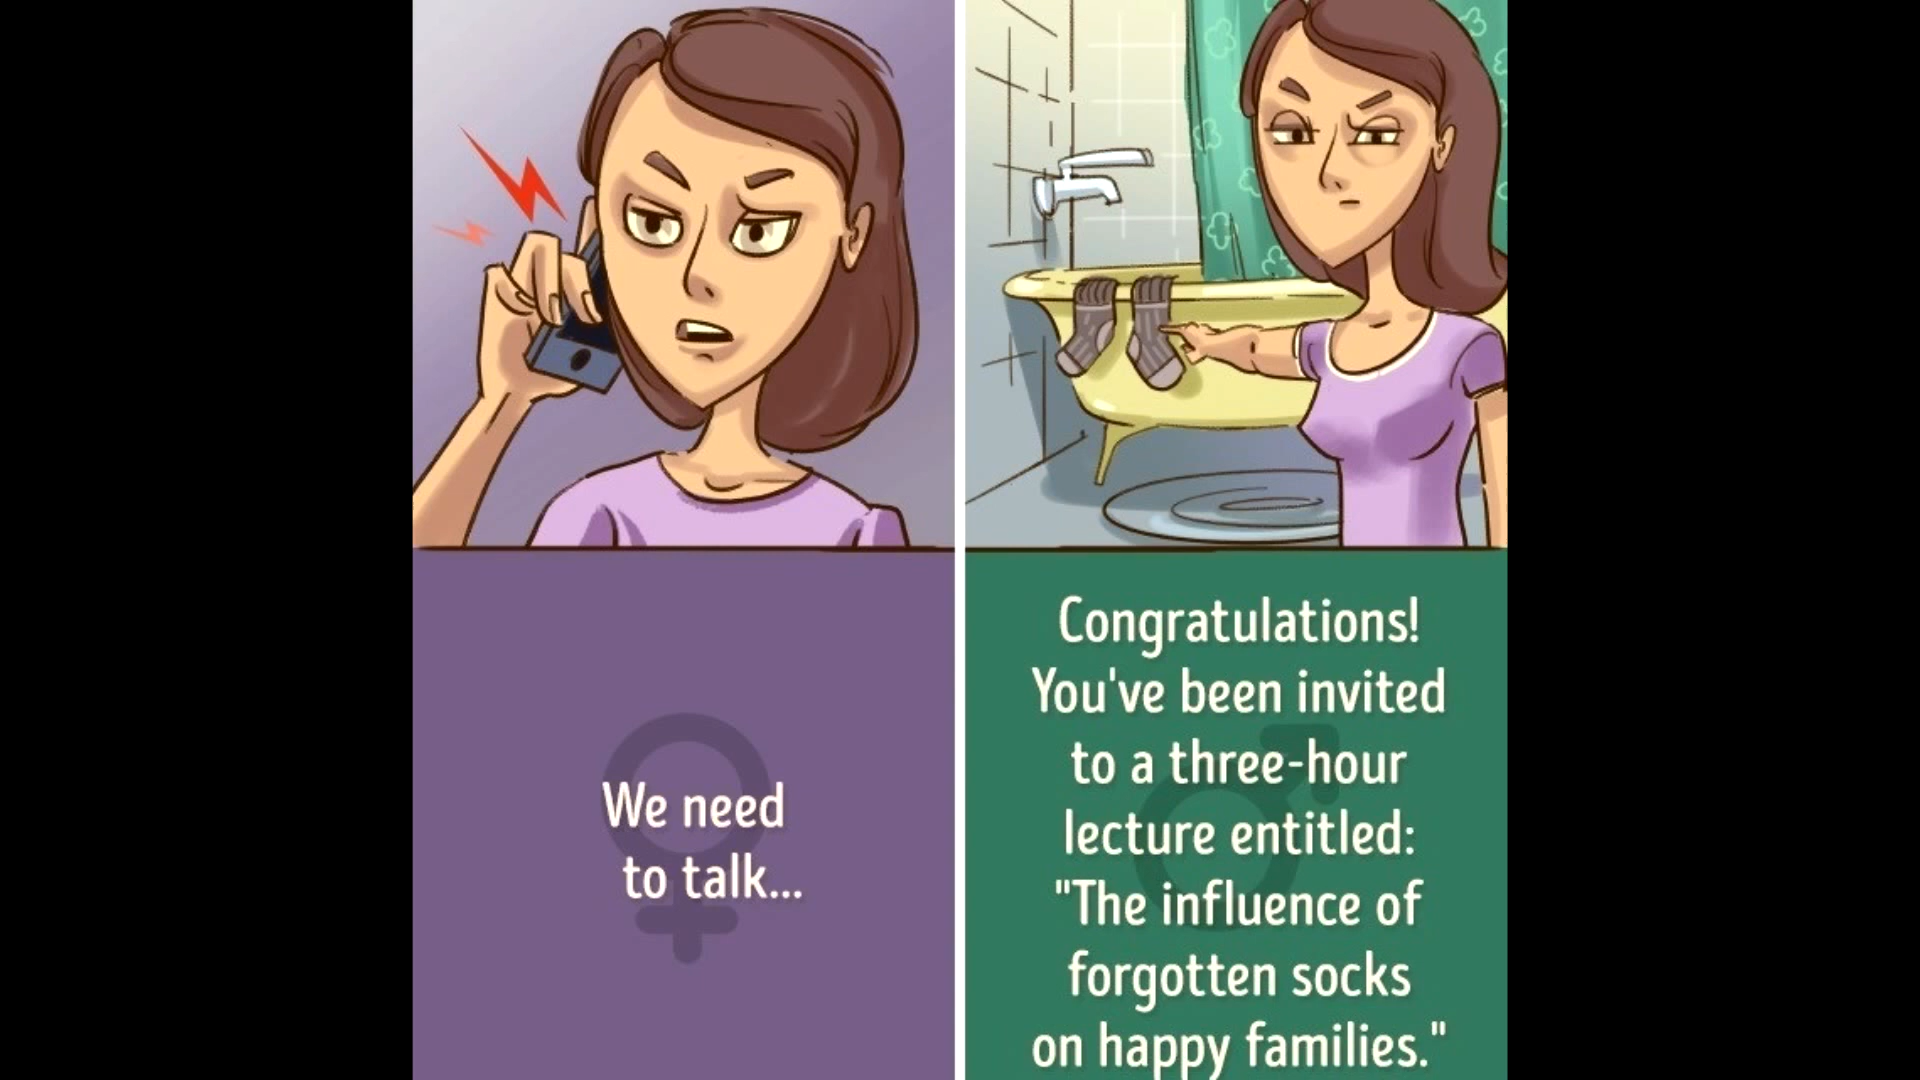 We need
to talk...
Congratulations!
You've been invited
to a three-hour
lecture entitled:
"The influence of
forgotten socks
on happy families."